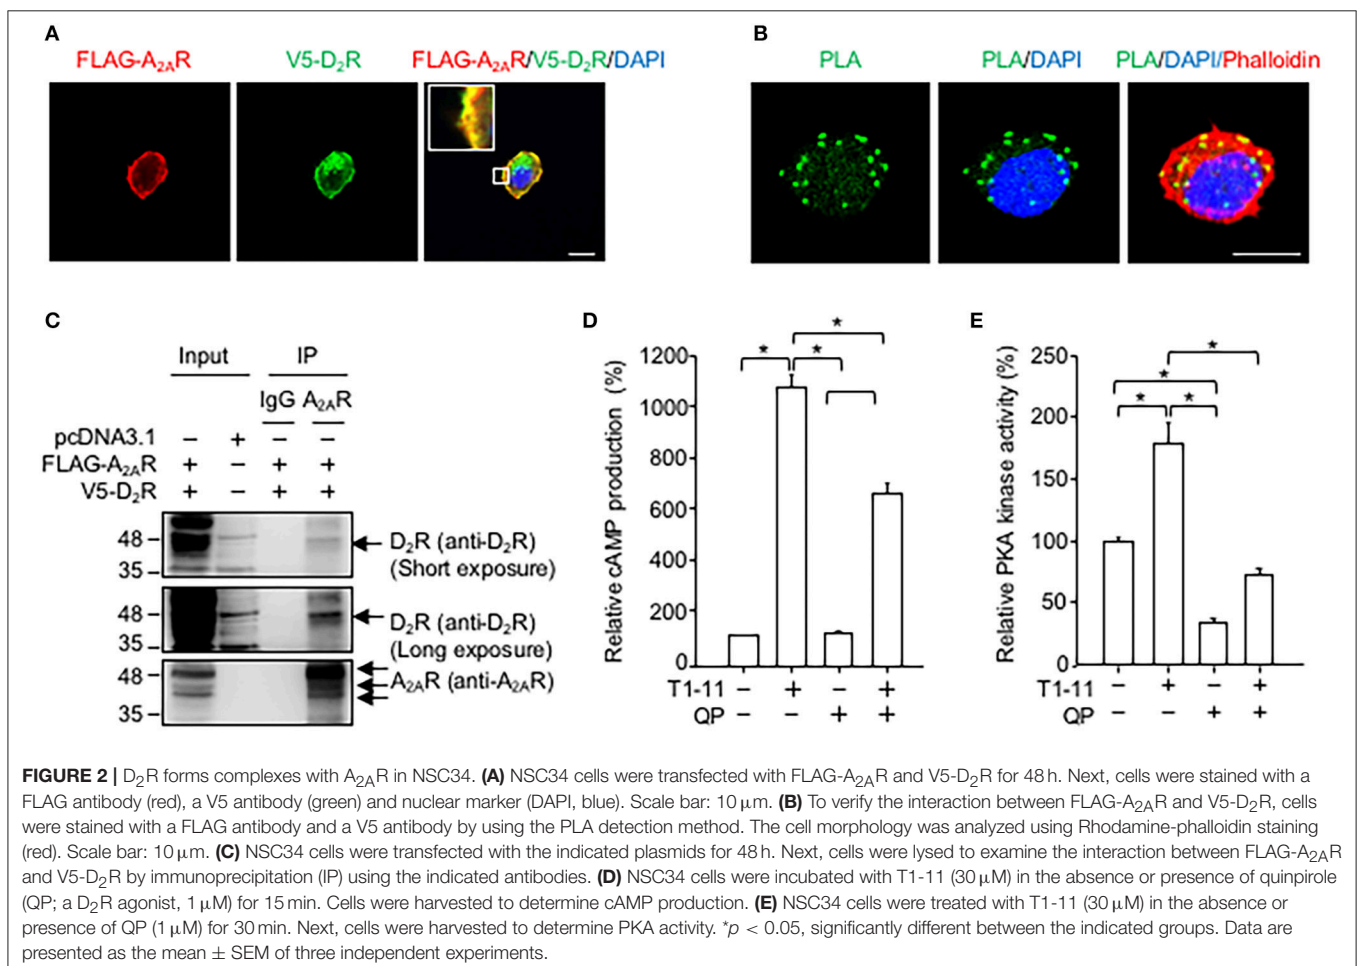 A
FLAG-A2AR
V5-D2R
FLAG-A2AR/V5-D2R/DAPI
B
PLA
PLA/DAPI
PLA/DAPI/Phalloidin
C
Input
IP
IgG A2AR
pcDNA3.1 – + – –
FLAG-A2AR + – + +
V5-D2R + – + +
48
35
D2R (anti-D2R)
(Short exposure)
48
35
D2R (anti-D2R)
(Long exposure)
48
35
A2AR (anti-A2AR)
D
Relative cAMP production (%)
1200
1000
800
600
400
200
0
* * *
T1-11 – + – +
QP – – + +
E
Relative PKA kinase activity (%)
250
200
150
100
50
0
* * * *
T1-11 – + – +
QP – – + +
FIGURE 2 | D2R forms complexes with A2AR in NSC34. (A) NSC34 cells were transfected with FLAG-A2AR and V5-D2R for 48 h. Next, cells were stained with a
FLAG antibody (red), a V5 antibody (green) and nuclear marker (DAPI, blue). Scale bar: 10 μm. (B) To verify the interaction between FLAG-A2AR and V5-D2R, cells
were stained with a FLAG antibody and a V5 antibody by using the PLA detection method. The cell morphology was analyzed using Rhodamine-phalloidin staining
(red). Scale bar: 10 μm. (C) NSC34 cells were transfected with the indicated plasmids for 48 h. Next, cells were lysed to examine the interaction between FLAG-A2AR
and V5-D2R by immunoprecipitation (IP) using the indicated antibodies. (D) NSC34 cells were incubated with T1-11 (30 μM) in the absence or presence of quinpirole
(QP; a D2R agonist, 1 μM) for 15 min. Cells were harvested to determine cAMP production. (E) NSC34 cells were treated with T1-11 (30 μM) in the absence or
presence of QP (1 μM) for 30 min. Next, cells were harvested to determine PKA activity. *p < 0.05, significantly different between the indicated groups. Data are
presented as the mean ± SEM of three independent experiments.